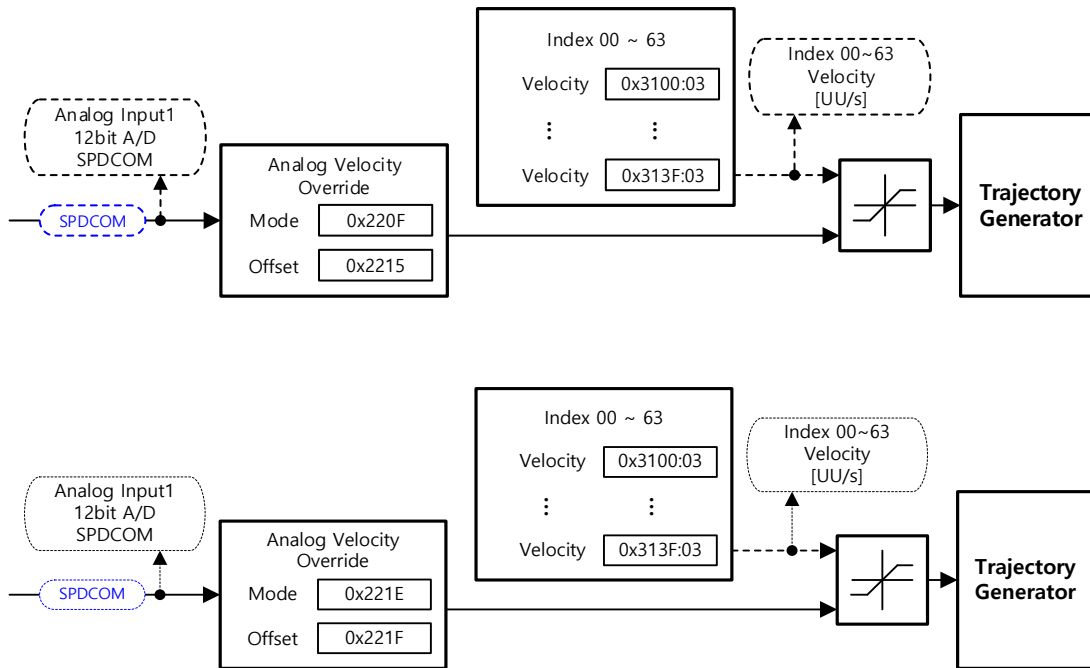 Index 00 ~ 63
Velocity 0x3100:03
⋮ ⋮
Velocity 0x313F:03
Index 00~63
Velocity
[UU/s]
Analog Input1
12bit A/D
SPDCOM
SPDCOM
Analog Velocity
Override
Mode 0x220F
Offset 0x2215
Trajectory
Generator
Index 00 ~ 63
Velocity 0x3100:03
⋮ ⋮
Velocity 0x313F:03
Index 00~63
Velocity
[UU/s]
Analog Input1
12bit A/D
SPDCOM
SPDCOM
Analog Velocity
Override
Mode 0x221E
Offset 0x221F
Trajectory
Generator